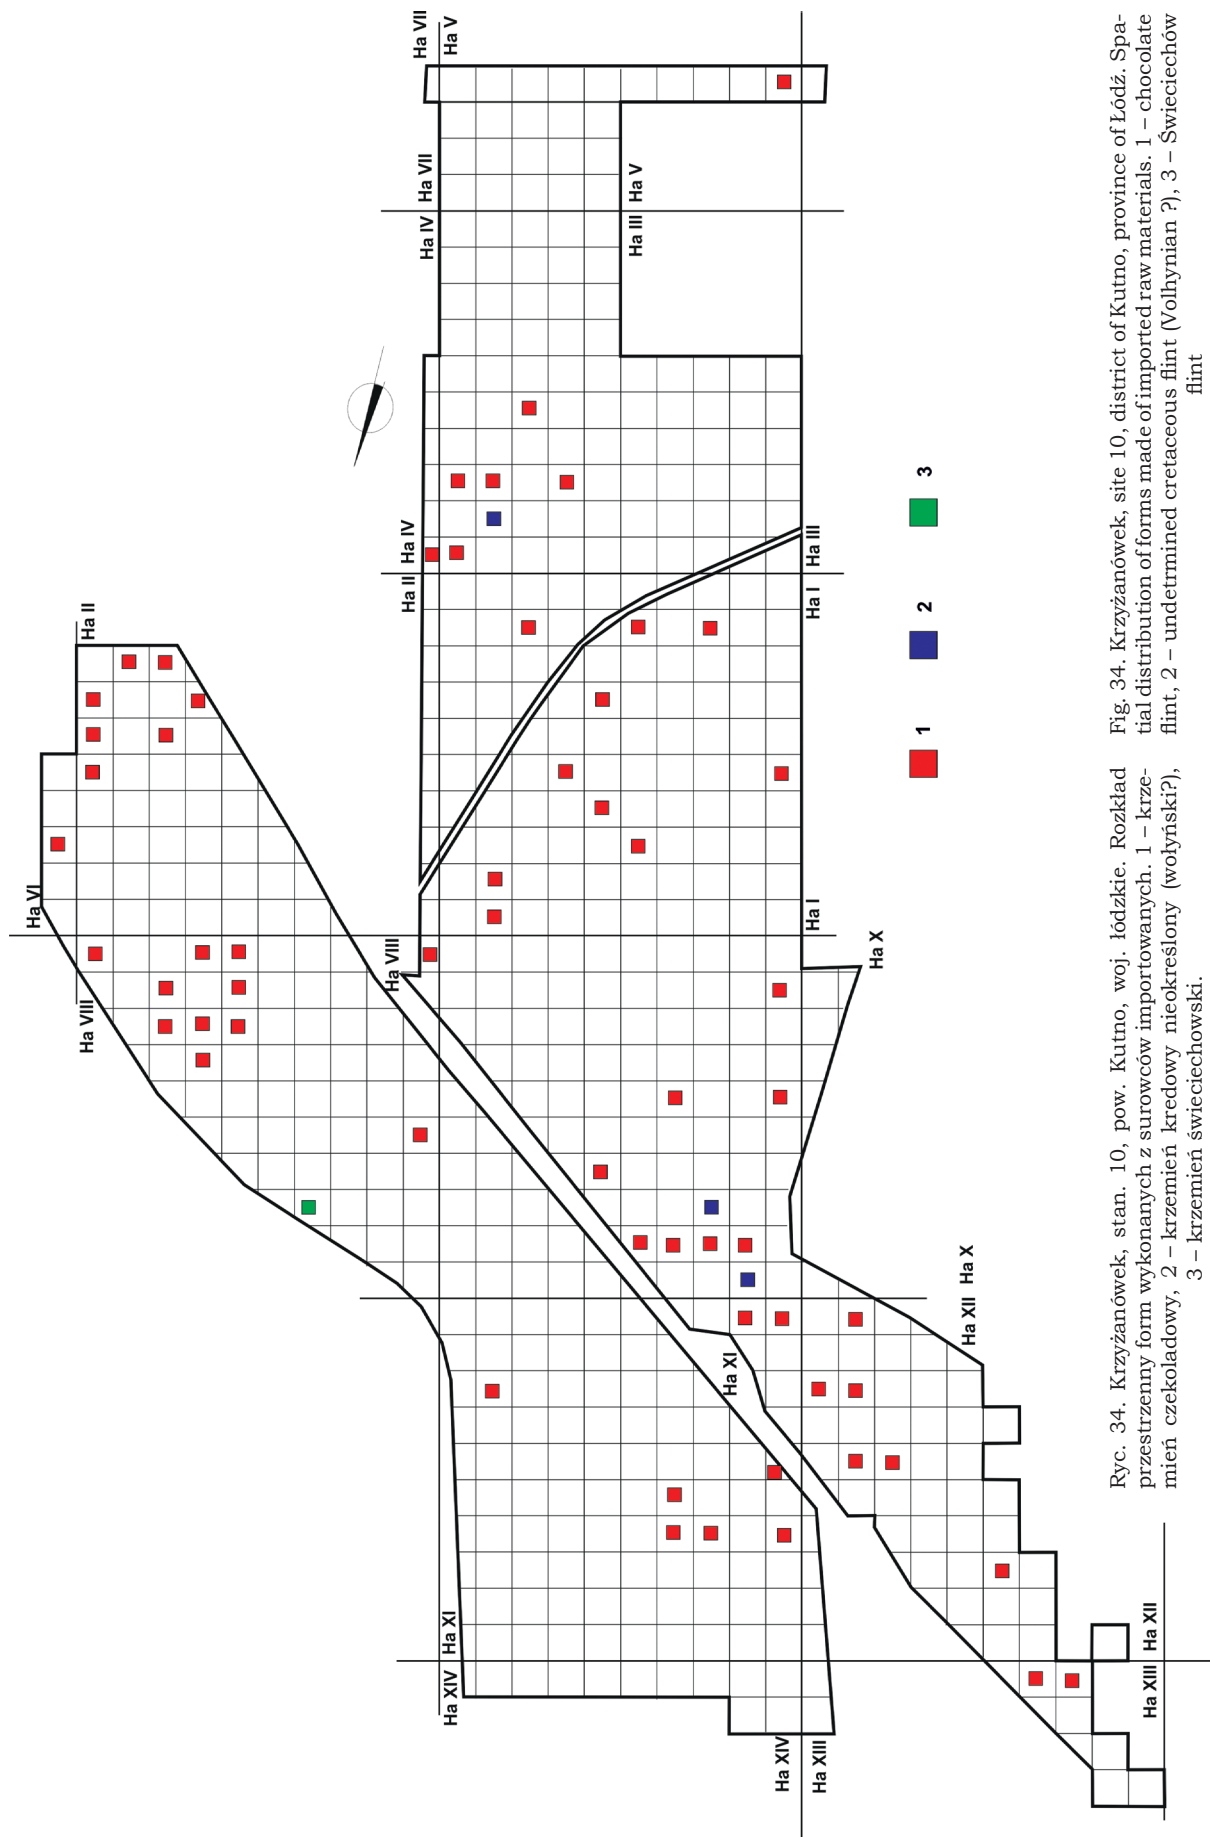 Ha VII
Ha V
Ha VII
Ha IV
Ha V
Ha III
Ha IV
Ha II
Ha III
Ha I
Ha II
Ha VI
Ha VIII
Ha VIII
Ha I
Ha X
Ha X
Ha XII
Ha XI
Ha XI
Ha XIV
Ha XIV
Ha XIII
Ha XII
Ha XIII
1
2
3
Ryc. 34. Krzyżanówek, stan. 10, pow. Kutno, woj. łódzkie. Rozkład
przestrzenny form wykonanych z surowców importowanych. 1 – krze-
mień czekoladowy, 2 – krzemień kredowy nieokreślony (wołyński?),
3 – krzemień świeciechowski.
Fig. 34. Krzyżanówek, site 10, district of Kutno, province of Łódź. Spa-
tial distribution of forms made of imported raw materials. 1 – chocolate
flint, 2 – undetrmined cretaceous flint (Volhynian ?), 3 – Świeciechów
flint